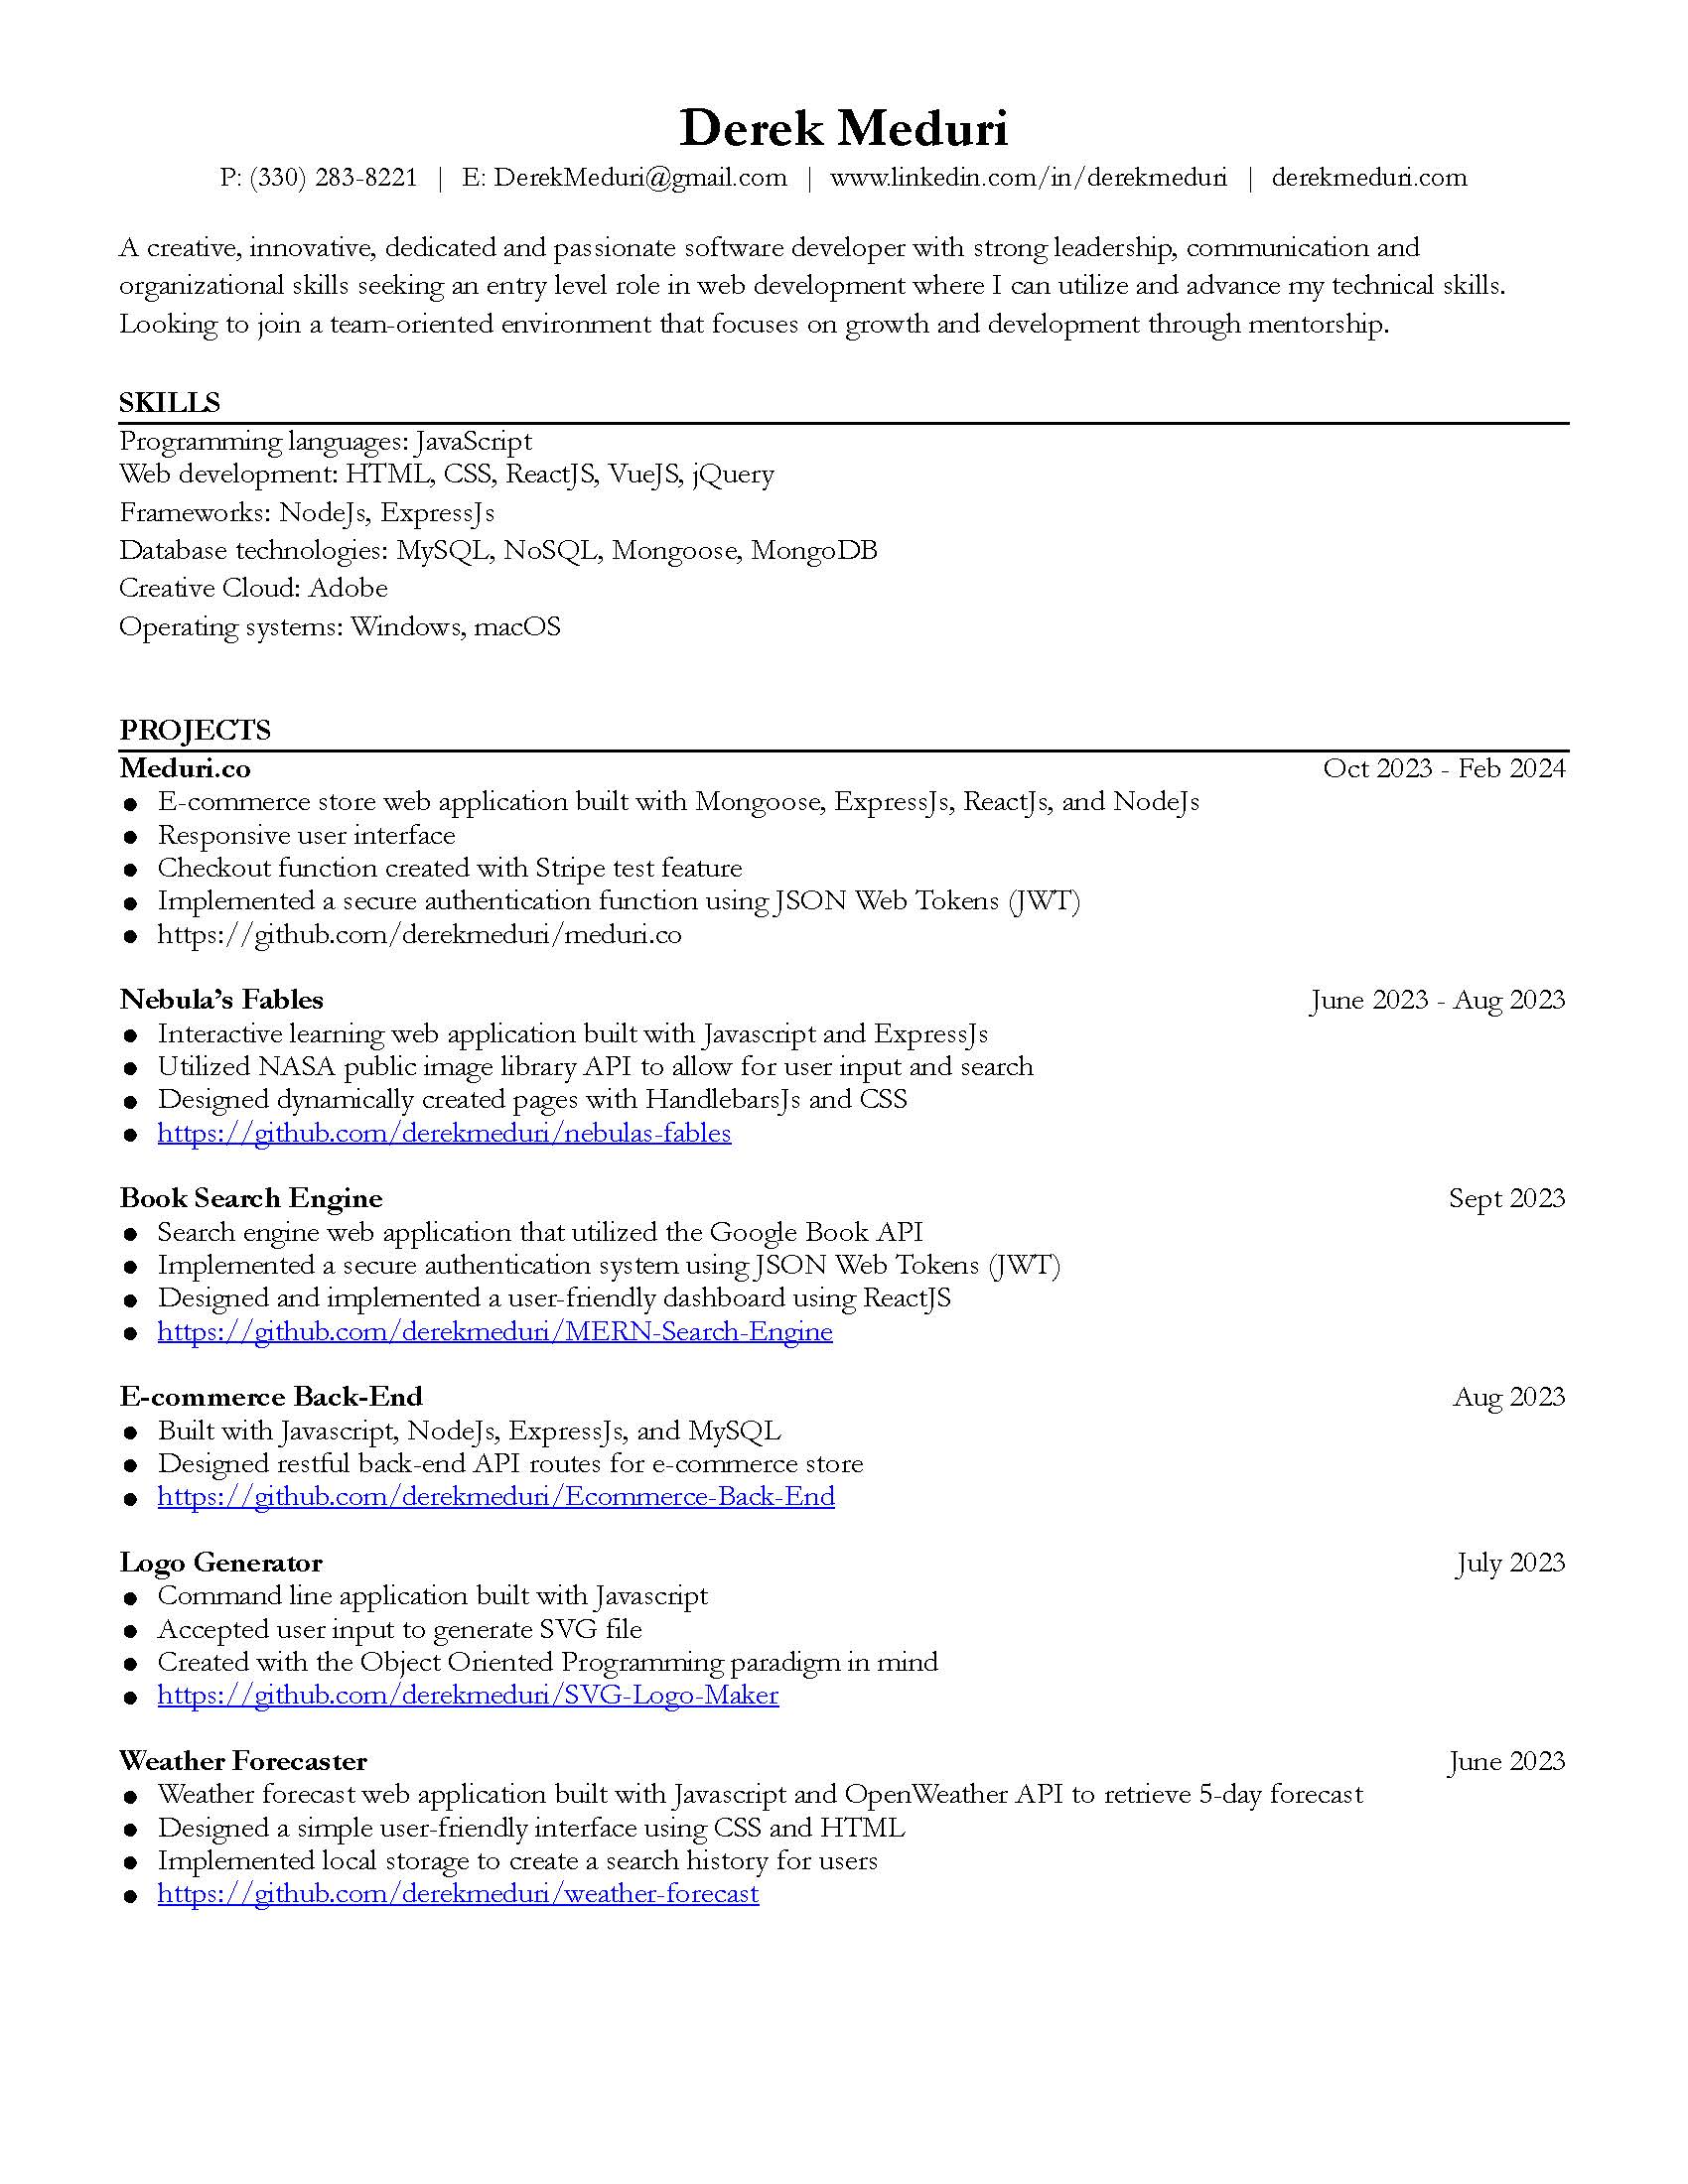 Derek Meduri
P: (330) 283-8221 | E: DerekMeduri@gmail.com | www.linkedin.com/in/derekmeduri | derekmeduri.com
A creative, innovative, dedicated and passionate software developer with strong leadership, communication and
organizational skills seeking an entry level role in web development where I can utilize and advance my technical skills.
Looking to join a team-oriented environment that focuses on growth and development through mentorship.
SKILLS
Programming languages: JavaScript
Web development: HTML, CSS, ReactJS, VueJS, jQuery
Frameworks: NodeJs, ExpressJs
Database technologies: MySQL, NoSQL, Mongoose, MongoDB
Creative Cloud: Adobe
Operating systems: Windows, macOS
PROJECTS
Meduri.co Oct 2023 - Feb 2024
● E-commerce store web application built with Mongoose, ExpressJs, ReactJs, and NodeJs
● Responsive user interface
● Checkout function created with Stripe test feature
● Implemented a secure authentication function using JSON Web Tokens (JWT)
● https://github.com/derekmeduri/meduri.co
Nebula’s Fables June 2023 - Aug 2023
● Interactive learning web application built with Javascript and ExpressJs
● Utilized NASA public image library API to allow for user input and search
● Designed dynamically created pages with HandlebarsJs and CSS
● https://github.com/derekmeduri/nebulas-fables
Book Search Engine Sept 2023
● Search engine web application that utilized the Google Book API
● Implemented a secure authentication system using JSON Web Tokens (JWT)
● Designed and implemented a user-friendly dashboard using ReactJS
● https://github.com/derekmeduri/MERN-Search-Engine
E-commerce Back-End Aug 2023
● Built with Javascript, NodeJs, ExpressJs, and MySQL
● Designed restful back-end API routes for e-commerce store
● https://github.com/derekmeduri/Ecommerce-Back-End
Logo Generator July 2023
● Command line application built with Javascript
● Accepted user input to generate SVG file
● Created with the Object Oriented Programming paradigm in mind
● https://github.com/derekmeduri/SVG-Logo-Maker
Weather Forecaster June 2023
● Weather forecast web application built with Javascript and OpenWeather API to retrieve 5-day forecast
● Designed a simple user-friendly interface using CSS and HTML
● Implemented local storage to create a search history for users
● https://github.com/derekmeduri/weather-forecast